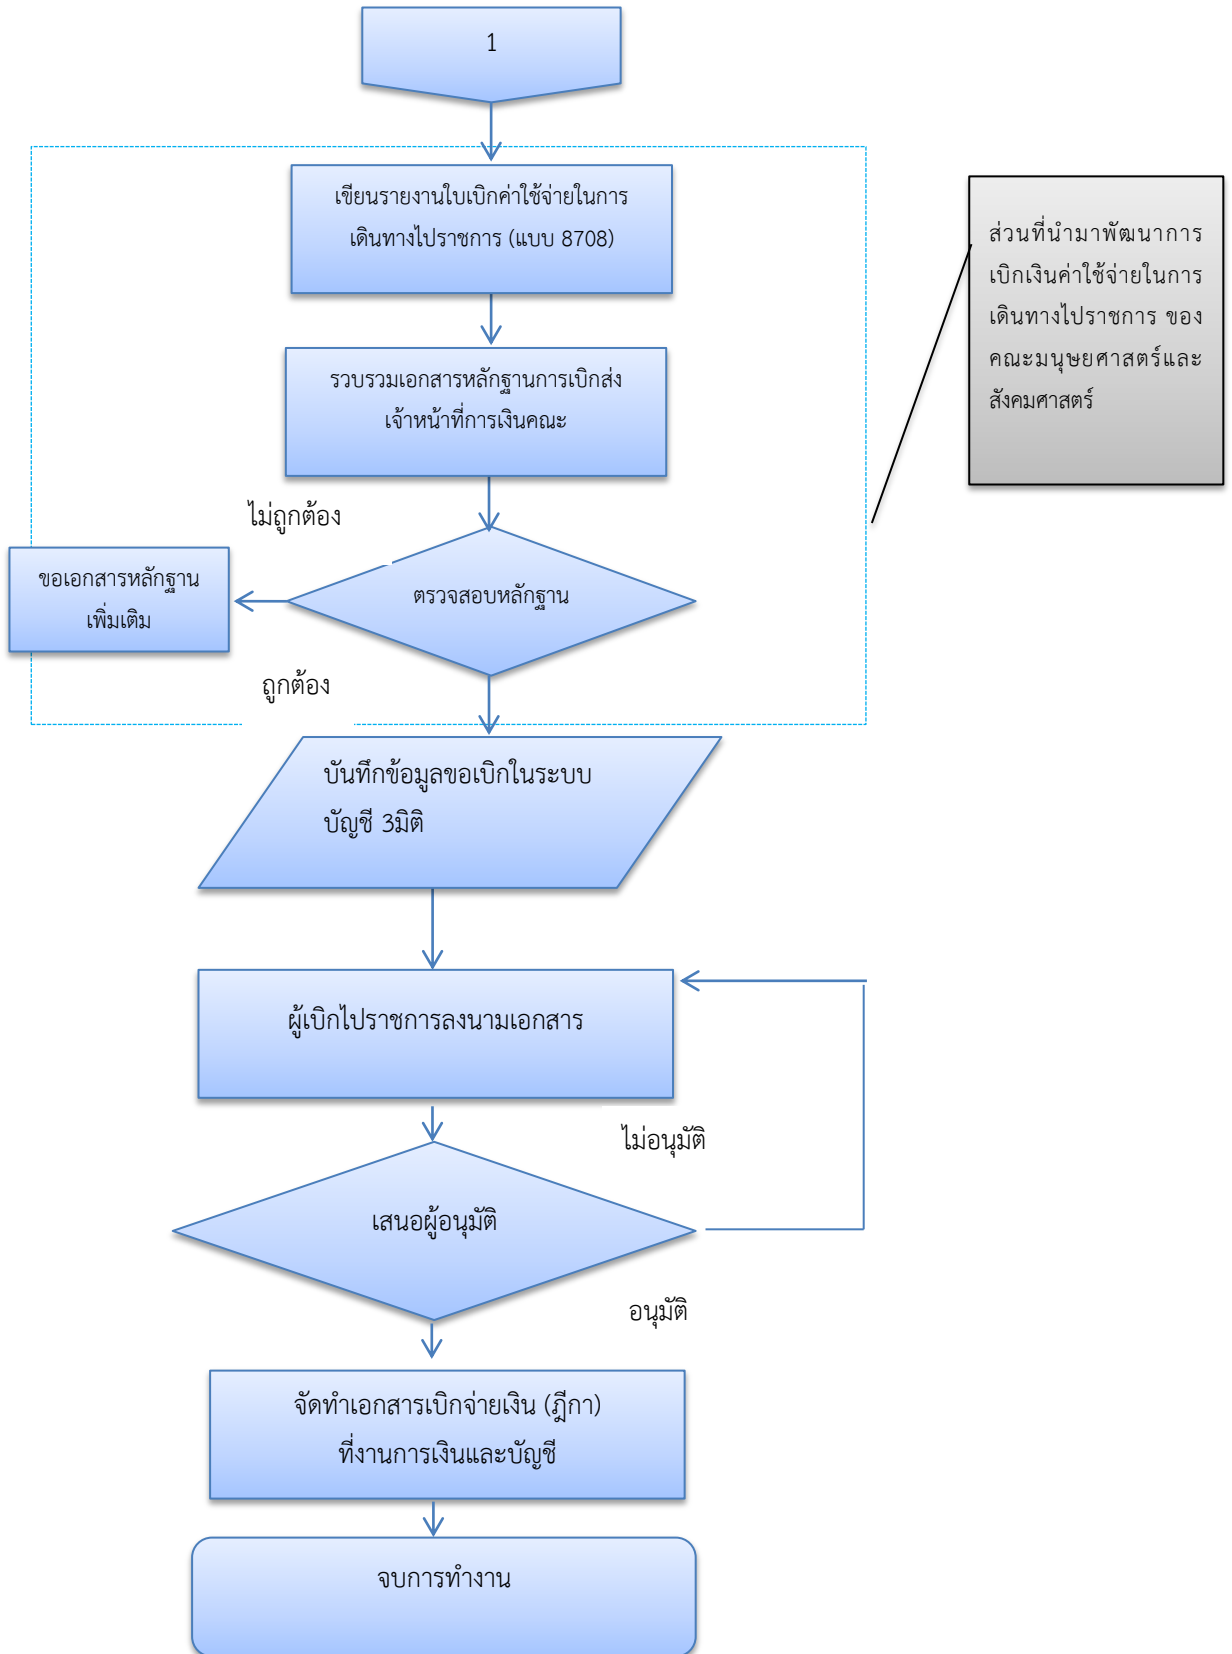 1
เขียนรายงานใบเบิกค่าใช้จ่ายในการ
เดินทางไปราชการ (แบบ 8708)
ส่วนที่นำมาพัฒนาการ
เบิกเงินค่าใช้จ่ายในการ
เดินทางไปราชการ ของ
คณะมนุษยศาสตร์และ
สังคมศาสตร์
รวบรวมเอกสารหลักฐานการเบิกส่ง
เจ้าหน้าที่การเงินคณะ
ไม่ถูกต้อง
ขอเอกสารหลักฐาน
เพิ่มเติม
ตรวจสอบหลักฐาน
ถูกต้อง
บันทึกข้อมูลขอเบิกในระบบ
บัญชี 3มิติ
ผู้เบิกไปราชการลงนามเอกสาร
ไม่อนุมัติ
เสนอผู้อนุมัติ
อนุมัติ
จัดทำเอกสารเบิกจ่ายเงิน (ฎีกา)
ที่งานการเงินและบัญชี
จบการทำงาน